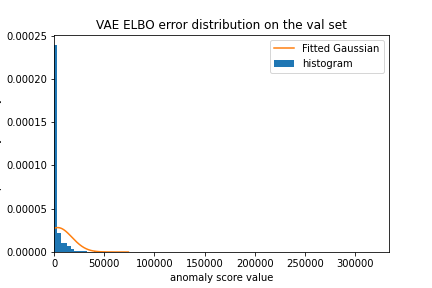 VAE ELBO error distribution on the val set
Fitted Gaussian
histogram
0.00025
0.00020
0.00015
0.00010
0.00005
0.00000
0 50000 100000 150000 200000 250000 300000
anomaly score value